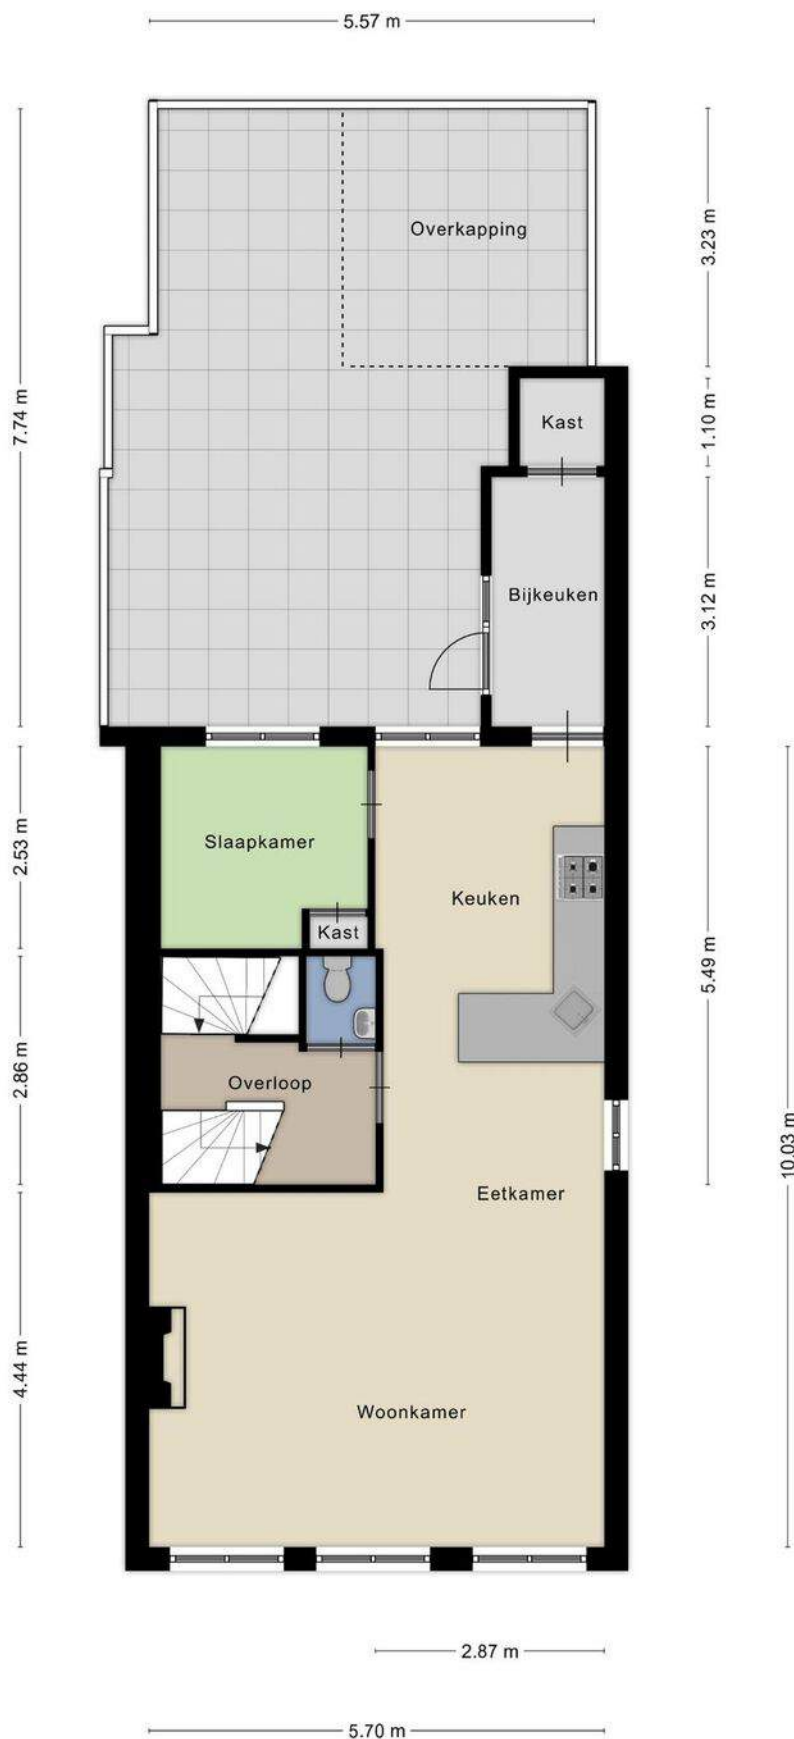 5.57 m
Overkapping
3.23 m
7.74 m
Kast
1.10 m
Bijkeuken
3.12 m
Slaapkamer
2.53 m
Keuken
Kast
5.49 m
Overloop
2.86 m
10.03 m
Eetkamer
4.44 m
Woonkamer
2.87 m
5.70 m